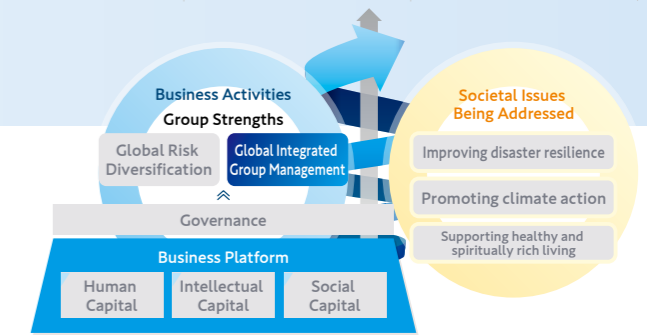 Business Activities
Group Strengths
Global Risk
Diversification
Global Integrated
Group Management
Governance
Business Platform
Human
Capital
Intellectual
Capital
Social
Capital
Societal Issues
Being Addressed
Improving disaster resilience
Promoting climate action
Supporting healthy and
spiritually rich living